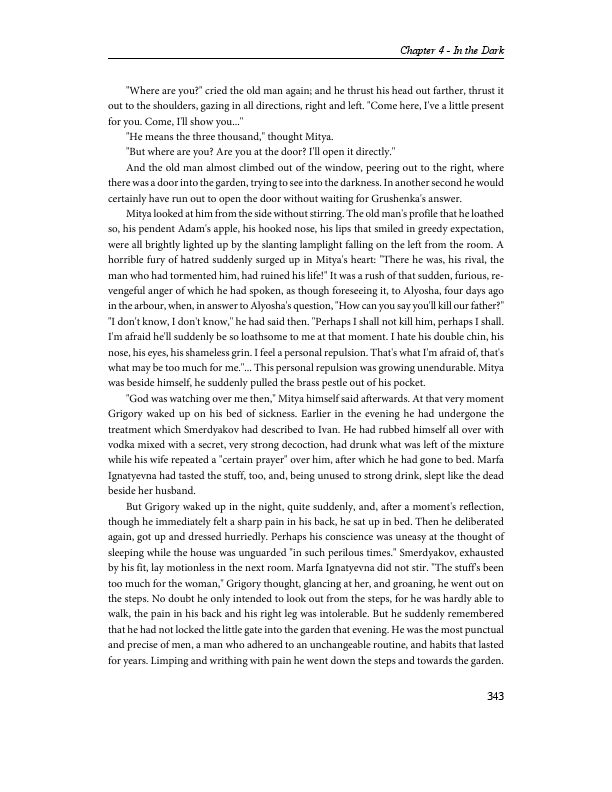 Chapter 4 - In the Dark
"Where are you?" cried the old man again; and he thrust his head out farther, thrust it
out to the shoulders, gazing in all directions, right and left. "Come here, I've a little present
for you. Come, I'll show you..."
"He means the three thousand," thought Mitya.
"But where are you? Are you at the door? I'll open it directly."
And the old man almost climbed out of the window, peering out to the right, where
there was a door into the garden, trying to see into the darkness. In another second he would
certainly have run out to open the door without waiting for Grushenka's answer.
Mitya looked at him from the side without stirring. The old man's profile that he loathed
so, his pendent Adam's apple, his hooked nose, his lips that smiled in greedy expectation,
were all brightly lighted up by the slanting lamplight falling on the left from the room. A
horrible fury of hatred suddenly surged up in Mitya's heart: "There he was, his rival, the
man who had tormented him, had ruined his life!" It was a rush of that sudden, furious, re-
vengeful anger of which he had spoken, as though foreseeing it, to Alyosha, four days ago
in the arbour, when, in answer to Alyosha's question, "How can you say you'll kill our father?"
"I don't know, I don't know," he had said then. "Perhaps I shall not kill him, perhaps I shall.
I'm afraid he'll suddenly be so loathsome to me at that moment. I hate his double chin, his
nose, his eyes, his shameless grin. I feel a personal repulsion. That's what I'm afraid of, that's
what may be too much for me."... This personal repulsion was growing unendurable. Mitya
was beside himself, he suddenly pulled the brass pestle out of his pocket.
"God was watching over me then," Mitya himself said afterwards. At that very moment
Grigory waked up on his bed of sickness. Earlier in the evening he had undergone the
treatment which Smerdyakov had described to Ivan. He had rubbed himself all over with
vodka mixed with a secret, very strong decoction, had drunk what was left of the mixture
while his wife repeated a "certain prayer" over him, after which he had gone to bed. Marfa
Ignatyevna had tasted the stuff, too, and, being unused to strong drink, slept like the dead
beside her husband.
But Grigory waked up in the night, quite suddenly, and, after a moment's reflection,
though he immediately felt a sharp pain in his back, he sat up in bed. Then he deliberated
again, got up and dressed hurriedly. Perhaps his conscience was uneasy at the thought of
sleeping while the house was unguarded "in such perilous times." Smerdyakov, exhausted
by his fit, lay motionless in the next room. Marfa Ignatyevna did not stir. "The stuff's been
too much for the woman," Grigory thought, glancing at her, and groaning, he went out on
the steps. No doubt he only intended to look out from the steps, for he was hardly able to
walk, the pain in his back and his right leg was intolerable. But he suddenly remembered
that he had not locked the little gate into the garden that evening. He was the most punctual
and precise of men, a man who adhered to an unchangeable routine, and habits that lasted
for years. Limping and writhing with pain he went down the steps and towards the garden.
343